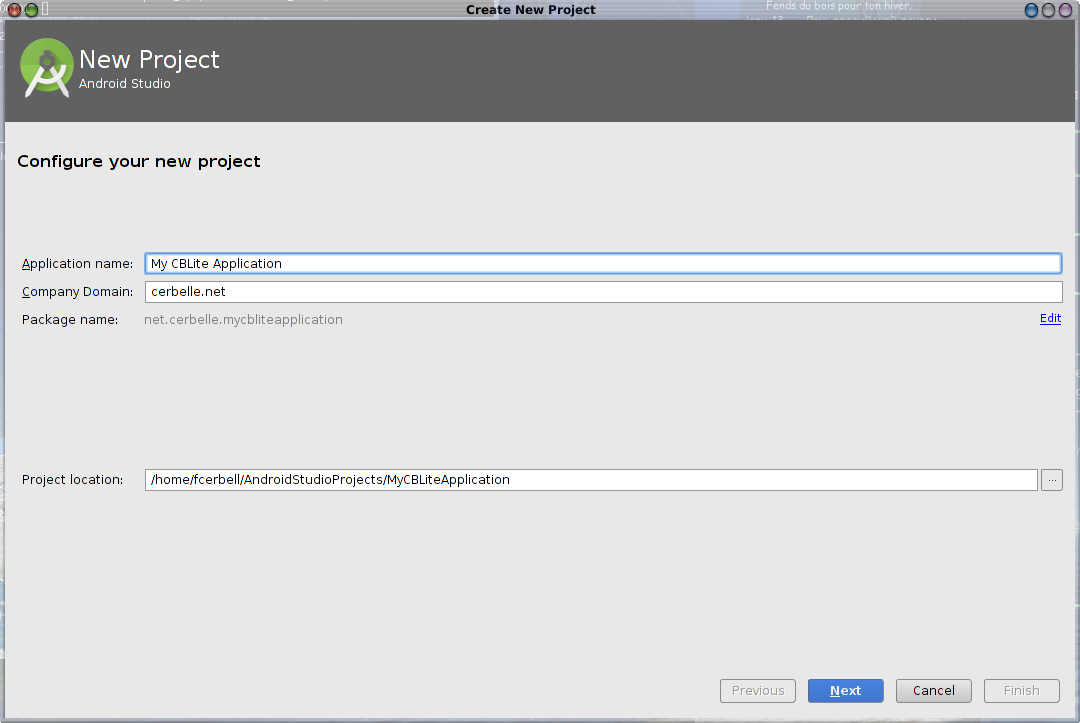 Create New Project
Fends du bois pour ton hiver.
New Project
Android Studio
Configure your new project
Application name: My CBLite Application
Company Domain: cerbelle.net
Package name: net.cerbelle.mycbliteapplication Edit
Project location: /home/fcerbell/AndroidStudioProjects/MyCBLiteApplication ...
Previous Next Cancel Finish